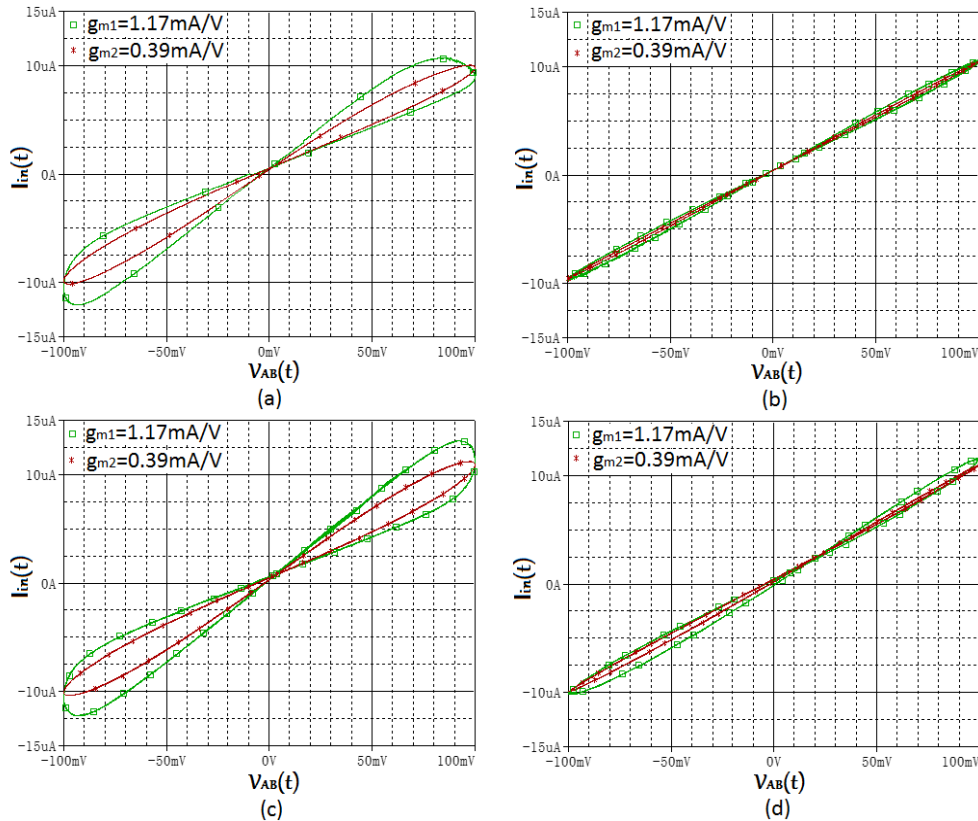 15uA
gm1=1.17mA/V
gm2=0.39mA/V
10uA
0A
-10uA
-15uA
Iin(t)
-100mV -50mV 0mV 50mV 100mV
VAB(t)
(a)
15uA
gm1=1.17mA/V
gm2=0.39mA/V
10uA
0A
-10uA
-15uA
Iin(t)
-100mV -50mV 0mV 50mV 100mV
VAB(t)
(b)
15uA
gm1=1.17mA/V
gm2=0.39mA/V
10uA
0A
-10uA
-15uA
Iin(t)
-100mV -50mV 0V 50mV 100mV
VAB(t)
(c)
15uA
gm1=1.17mA/V
gm2=0.39mA/V
10uA
0A
-10uA
-15uA
Iin(t)
-100mV -50mV 0mV 50mV 100mV
VAB(t)
(d)